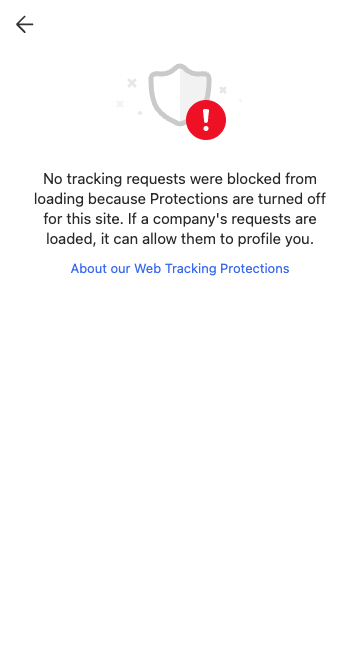 No tracking requests were blocked from
loading because Protections are turned off
for this site. If a company's requests are
loaded, it can allow them to profile you.
About our Web Tracking Protections